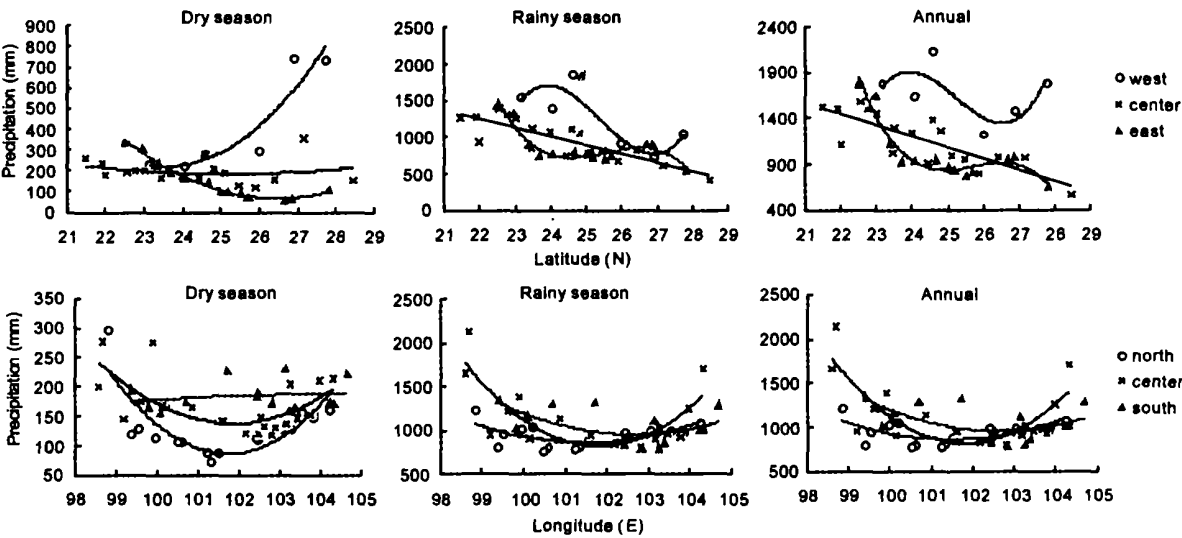 Dry season Rainy season Annual
Precipitation (mm)
900 2500 2400
800
700 2000
600 1900
500 1500
400 1000 1400
300
200 500 900
100
0 0 400
21 22 23 24 25 26 27 28 29 21 22 23 24 25 26 27 28 29 21 22 23 24 25 26 27 28 29
Latitude (N)
west
center
east
Dry season Rainy season Annual
Precipitation (mm)
350 2500 2500
300
250 2000 2000
200 1500 1500
150
100 1000 1000
50 500 500
98 99 100 101 102 103 104 105 98 99 100 101 102 103 104 105 98 99 100 101 102 103 104 105
Longitude (E)
north
center
south